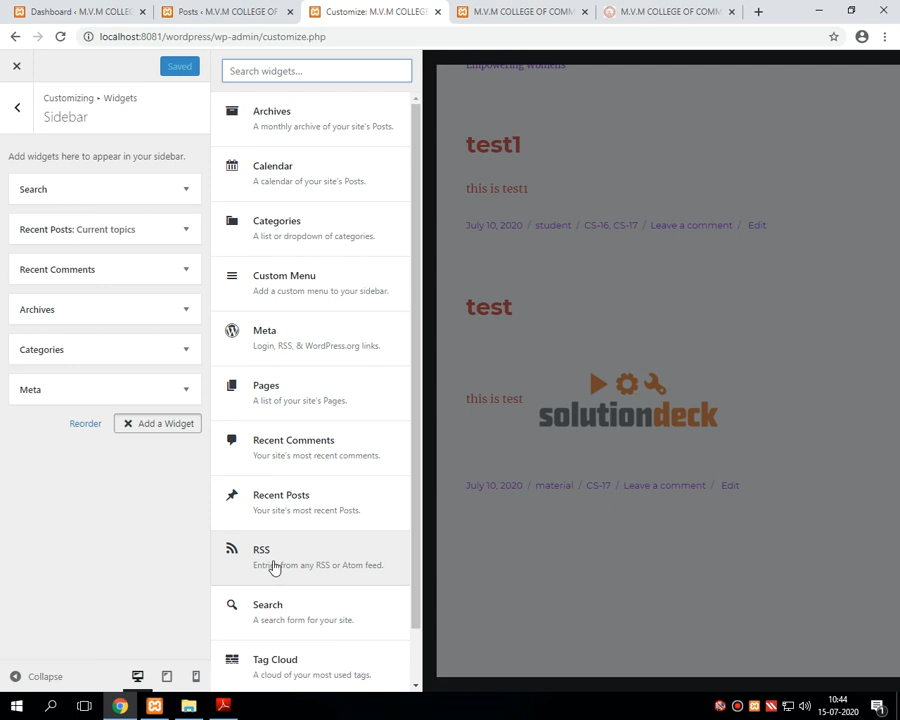 Dashboard ‹ M.V.M COLLEC
Posts ‹ M.V.M COLLEGE OF
Customize: M.V.M COLLEGE
M.V.M COLLEGE OF COMM
M.V.M COLLEGE OF COMM
localhost:8081/wordpress/wp-admin/customize.php
Saved
Customizing ▸ Widgets
Sidebar
Add widgets here to appear in your sidebar.
Search
Recent Posts: Current topics
Recent Comments
Archives
Categories
Meta
Reorder
Add a Widget
Collapse
Search widgets...
Archives
A monthly archive of your site's Posts.
Calendar
A calendar of your site's Posts.
Categories
A list or dropdown of categories.
Custom Menu
Add a custom menu to your sidebar.
Meta
Login, RSS, & WordPress.org links.
Pages
A list of your site's Pages.
Recent Comments
Your site's most recent comments.
Recent Posts
Your site's most recent Posts.
RSS
Entries from any RSS or Atom feed.
Search
A search form for your site.
Tag Cloud
A cloud of your most used tags.
Empowering womens
test1
this is test1
July 10, 2020 / student / CS-16, CS-17 / Leave a comment / Edit
test
this is test
solutiondeck
July 10, 2020 / material / CS-17 / Leave a comment / Edit
10:44
15-07-2020
1